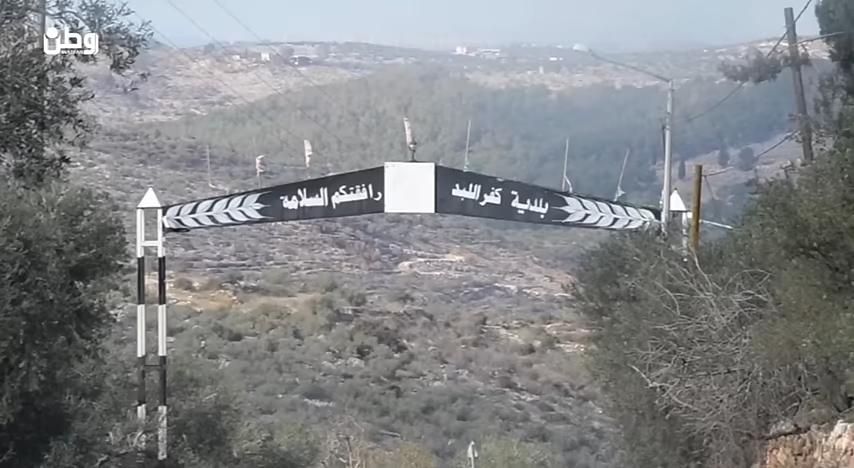 وطن
بلدية كفر اللبد
رافقتكم السلامة